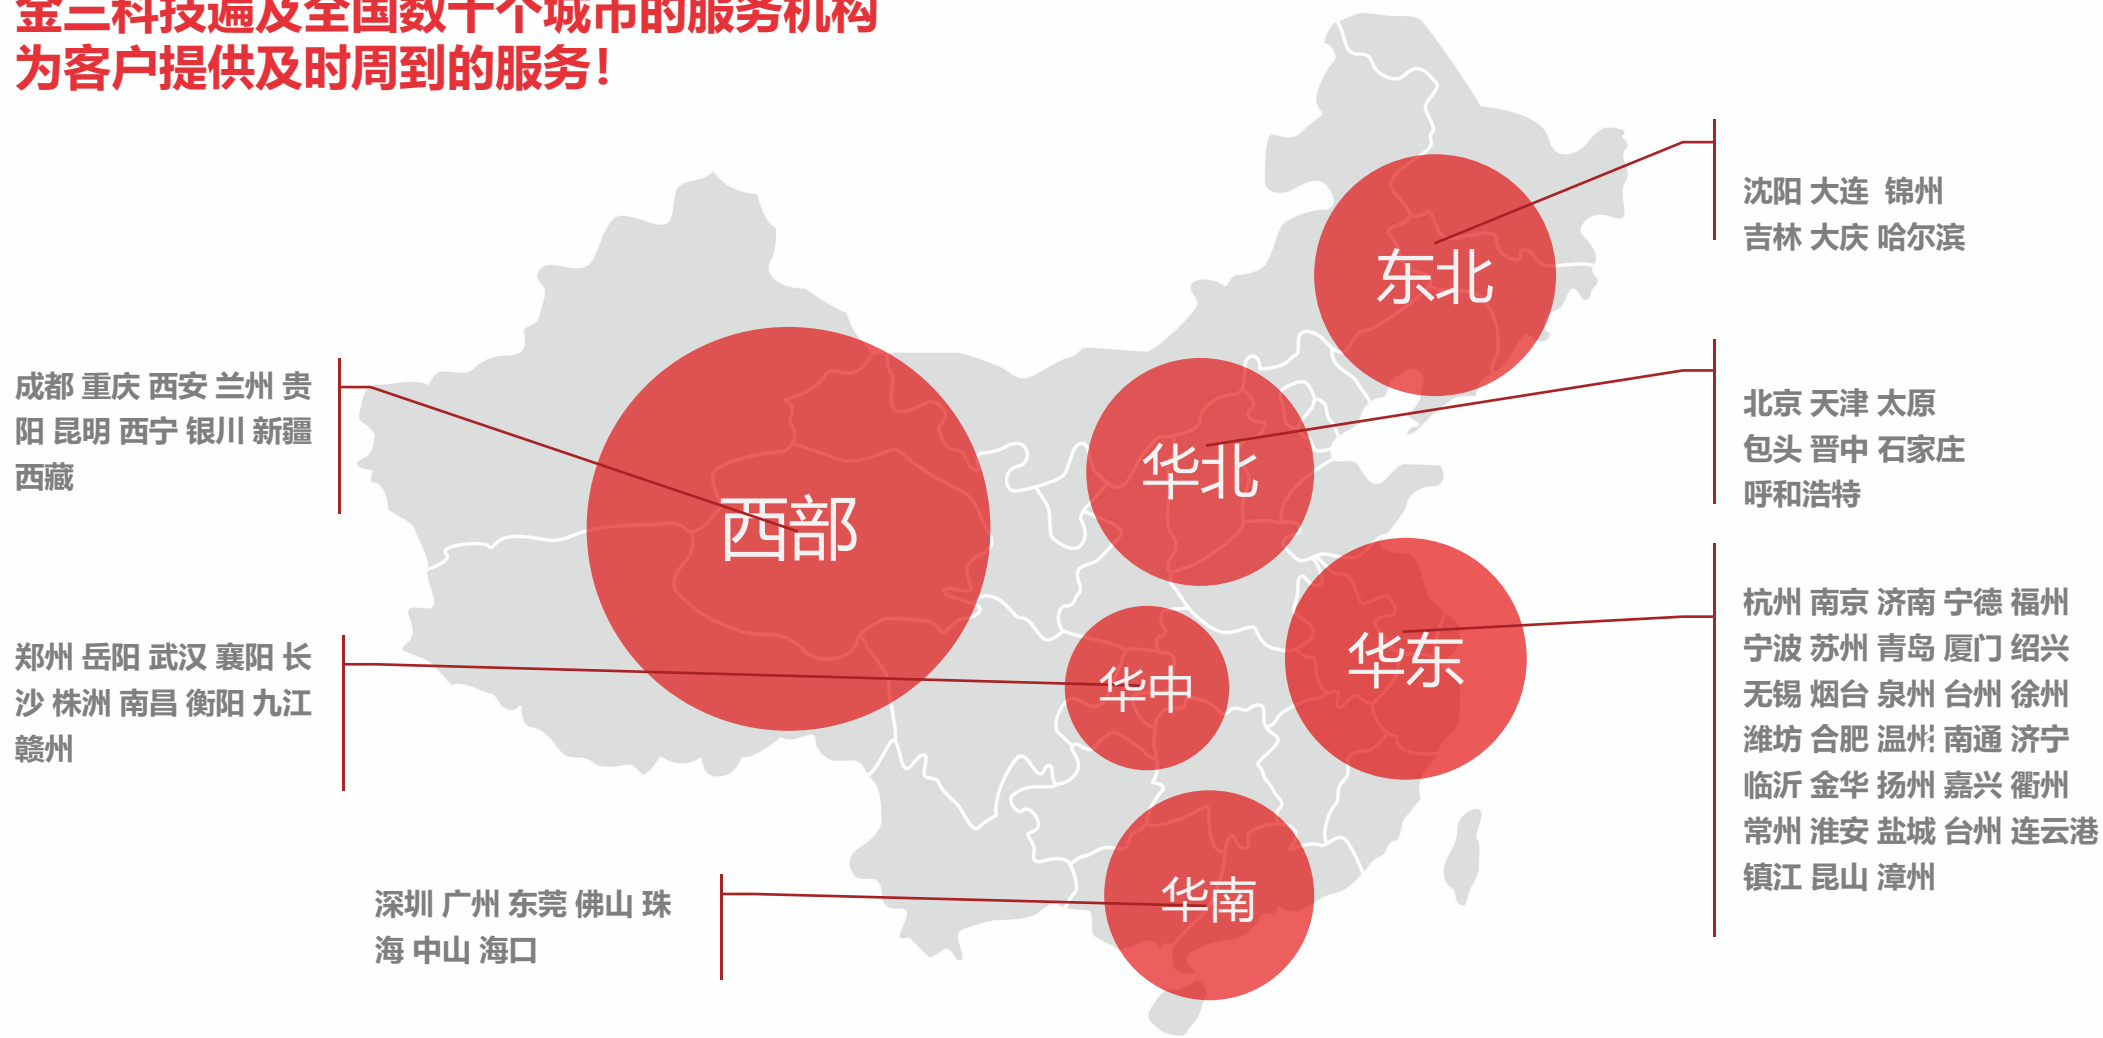 金三科技遍及全国数十个城市的服务机构
为客户提供及时周到的服务!
沈阳 大连 锦州
吉林 大庆 哈尔滨
东北
成都 重庆 西安 兰州 贵
阳 昆明 西宁 银川 新疆
西藏
西部
北京 天津 太原
包头 晋中 石家庄
呼和浩特
华北
杭州 南京 济南 宁德 福州
宁波 苏州 青岛 厦门 绍兴
无锡 烟台 泉州 台州 徐州
潍坊 合肥 温州 南通 济宁
临沂 金华 扬州 嘉兴 衢州
常州 淮安 盐城 台州 连云港
镇江 昆山 漳州
华东
郑州 岳阳 武汉 襄阳 长
沙 株洲 南昌 衡阳 九江
赣州
华中
深圳 广州 东莞 佛山 珠
海 中山 海口
华南